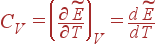 C_V = (∂Ẽ/∂T)_V = dẼ/dT